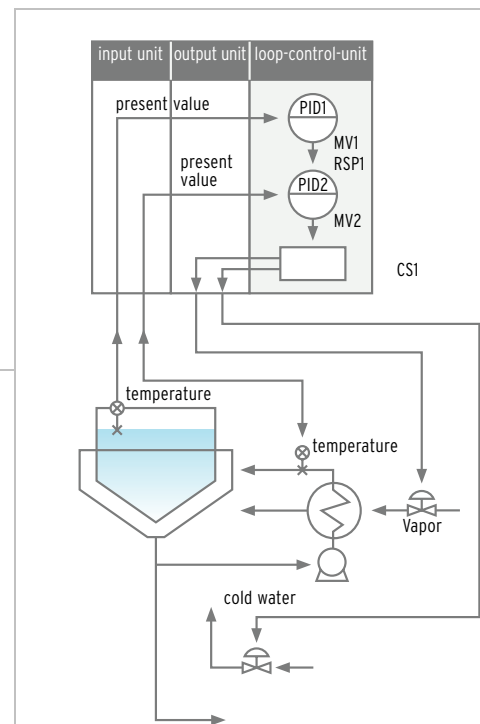 input unit output unit loop-control-unit
present value
PID1
MV1
RSP1
present
value
PID2
MV2
CS1
temperature
temperature
Vapor
cold water